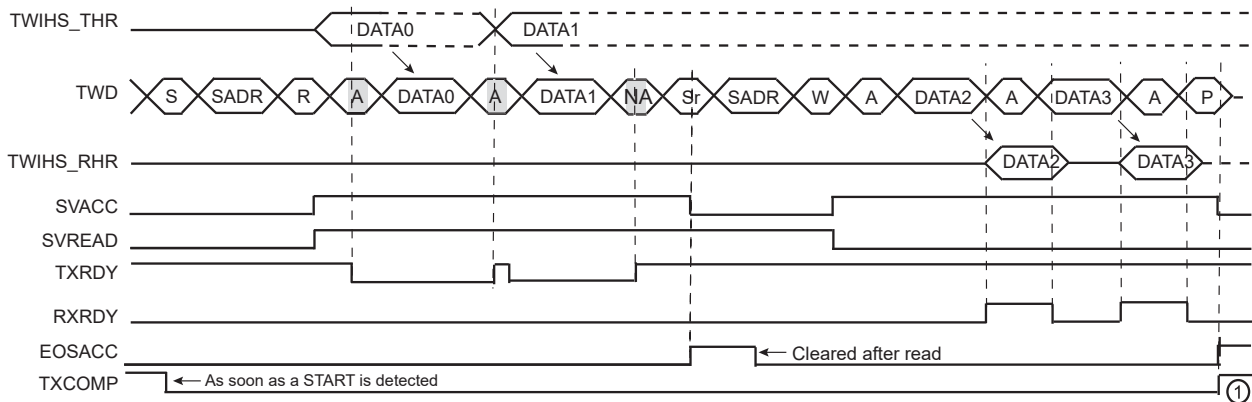 TWIHS_THR DATA0 DATA1
TWD S SADR R A DATA0 A DATA1 NA Sr SADR W A DATA2 A DATA3 A P
TWIHS_RHR DATA2 DATA3
SVACC
SVREAD
TXRDY
RXRDY
EOSACC Cleared after read
TXCOMP As soon as a START is detected 1